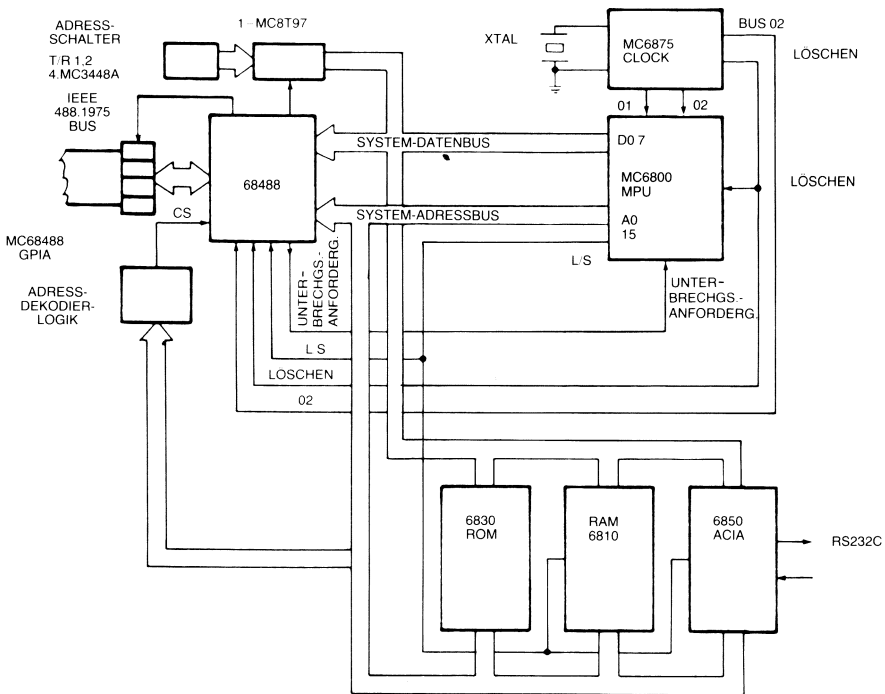 ADRESS-
SCHALTER
1-MC8T97
T/R 1,2
4.MC3448A
IEEE
488.1975
BUS
XTAL
MC6875
CLOCK
BUS 02
LÖSCHEN
01
02
SYSTEM-DATENBUS
D0 7
68488
MC6800
MPU
LÖSCHEN
SYSTEM-ADRESSBUS
A0
15
CS
L/S
MC68488
GPIA
ADRESS-
DEKODIER-
LOGIK
UNTER-
BRECHGS.-
ANFORDERG.
UNTER-
BRECHGS.-
ANFORDERG.
L S
LÖSCHEN
02
6830
ROM
RAM
6810
6850
ACIA
RS232C